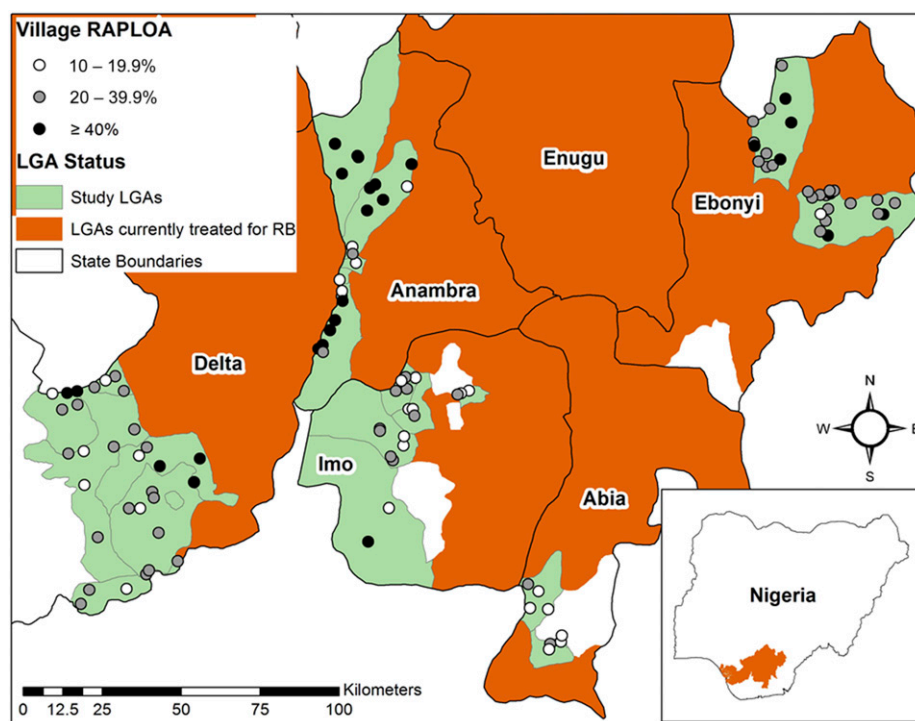 Village RAPLOA
10 – 19.9%
20 – 39.9%
≥ 40%
LGA Status
Study LGAs
LGAs currently treated for RB
State Boundaries
Enugu
Ebonyi
Anambra
Delta
Imo
Abia
N
W
E
S
Nigeria
Kilometers
0 12.5 25 50 75 100